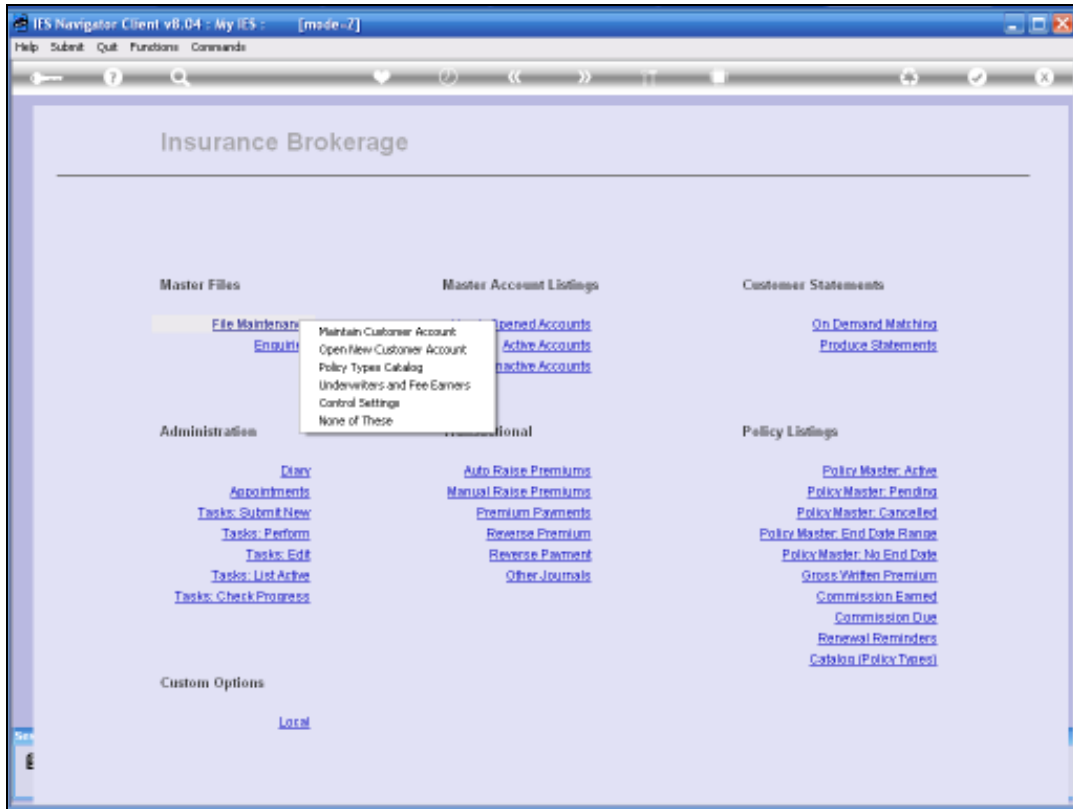 IES Navigator Client v8.04 : My IES : [mode=Z]
Help Submit Quit Functions Commands
Insurance Brokerage
Master Files
File Maintenan
Enquiri
Maintain Customer Account
Open New Customer Account
Policy Types Catalog
Underwriters and Fee Earners
Control Settings
None of These
Master Account Listings
Opened Accounts
Active Accounts
nactive Accounts
Customer Statements
On Demand Matching
Produce Statements
Administration
Diary
Appointments
Tasks: Submit New
Tasks: Perform
Tasks: Edit
Tasks: List Active
Tasks: Check Progress
Auto Raise Premiums
Manual Raise Premiums
Premium Payments
Reverse Premium
Reverse Payment
Other Journals
Policy Listings
Policy Master: Active
Policy Master: Pending
Policy Master: Cancelled
Policy Master: End Date Range
Policy Master: No End Date
Gross Written Premium
Commission Earned
Commission Due
Renewal Reminders
Catalog (Policy Types)
Custom Options
Local